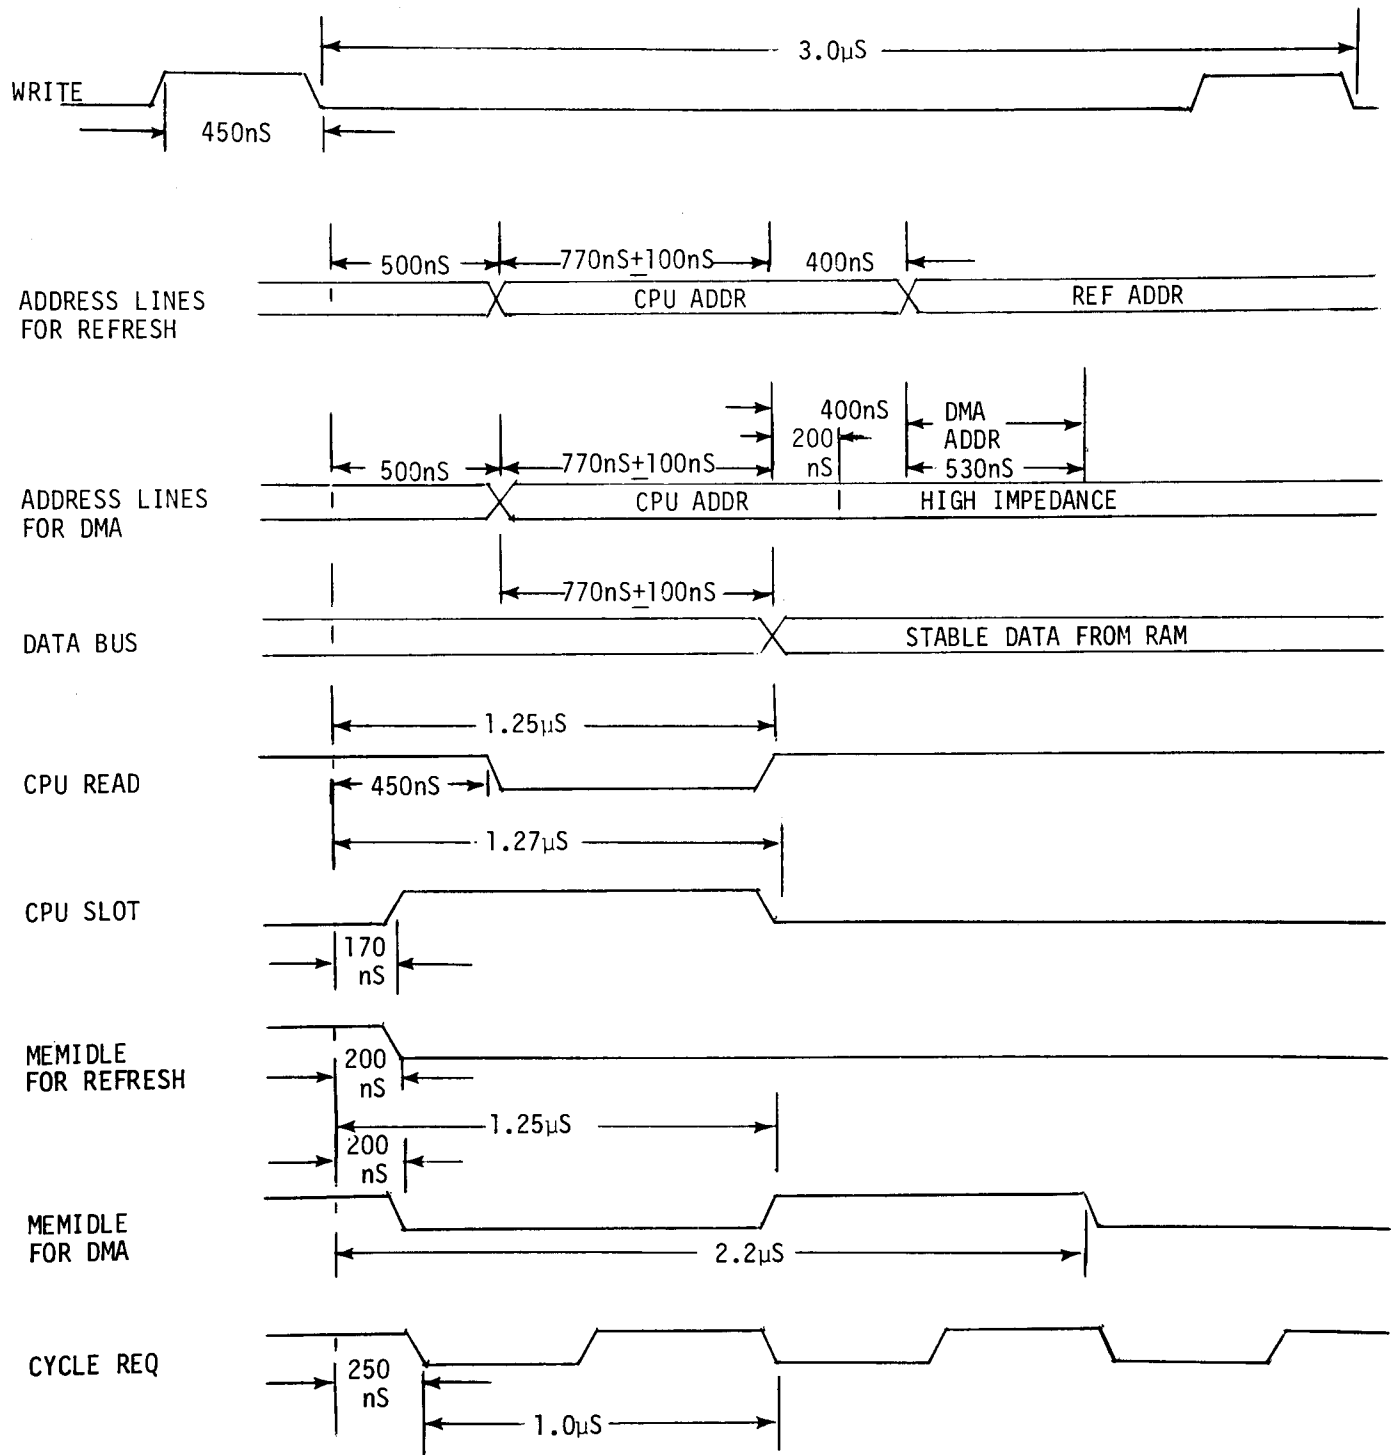 3.0µS
WRITE
450nS
500nS 770nS±100nS 400nS
ADDRESS LINES
FOR REFRESH
CPU ADDR REF ADDR
400nS DMA
ADDR
530nS
200
nS
500nS 770nS±100nS
ADDRESS LINES
FOR DMA
CPU ADDR HIGH IMPEDANCE
770nS±100nS
DATA BUS STABLE DATA FROM RAM
1.25µS
CPU READ
450nS
1.27µS
CPU SLOT
170
nS
MEMIDLE
FOR REFRESH
200
nS
1.25µS
200
nS
MEMIDLE
FOR DMA
2.2µS
CYCLE REQ
250
nS
1.0µS